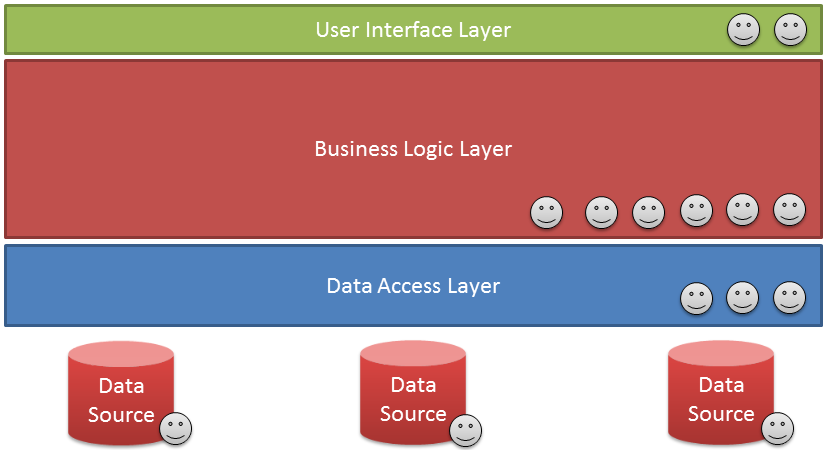 User Interface Layer
Business Logic Layer
Data Access Layer
Data
Source
Data
Source
Data
Source